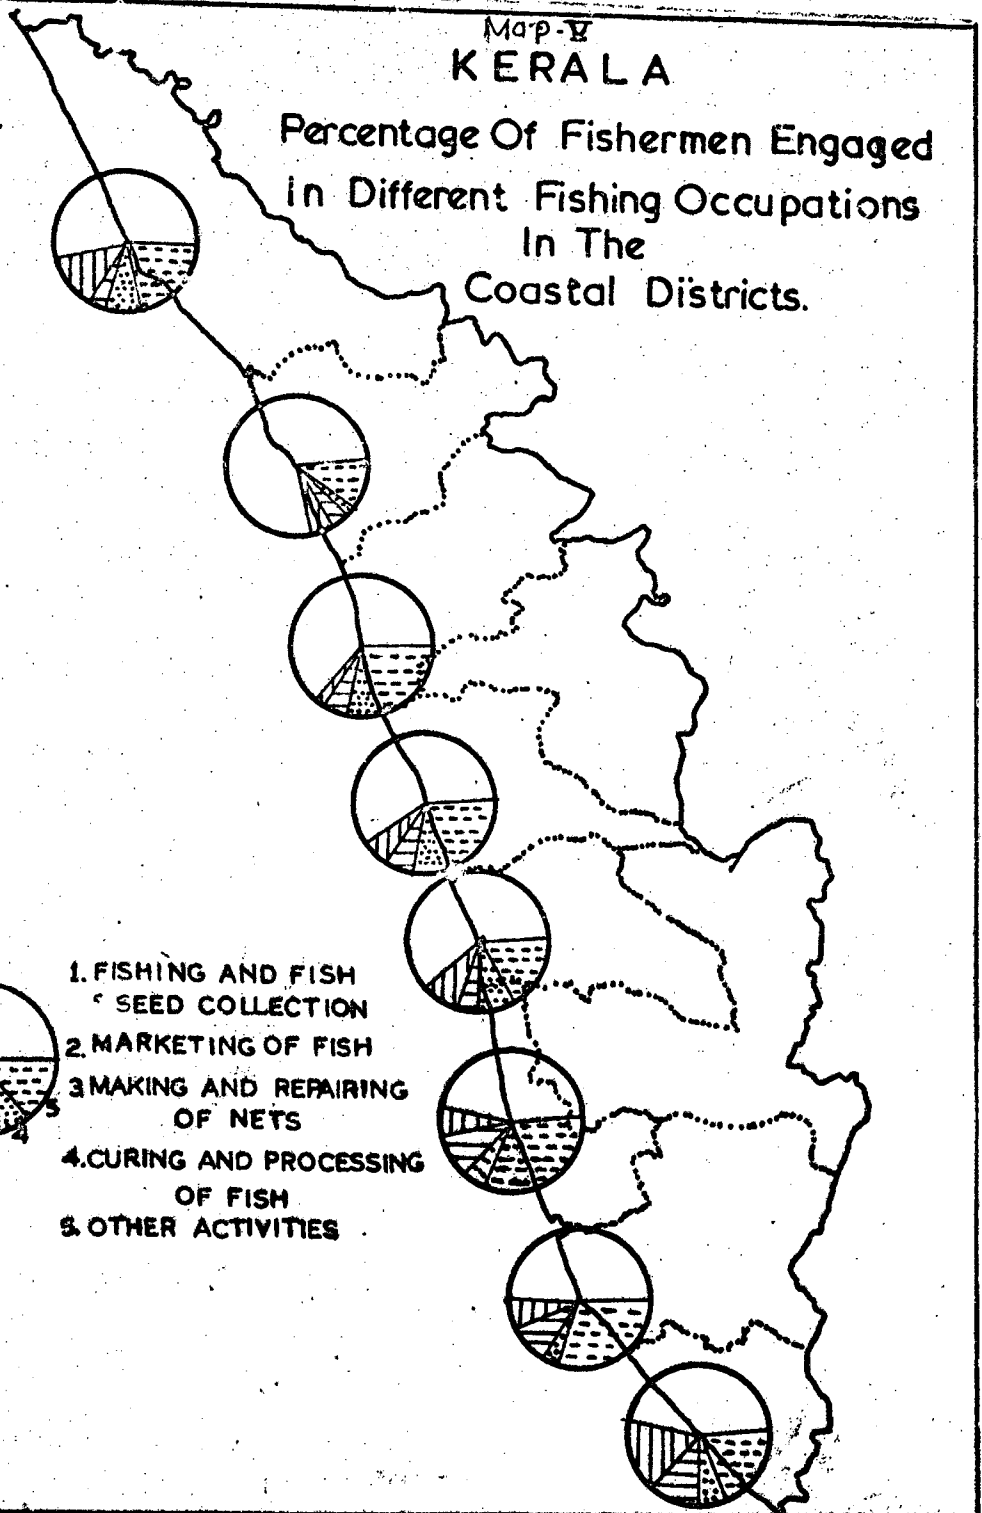 Map-V
KERALA
Percentage Of Fishermen Engaged
in Different Fishing Occupations
In The
Coastal Districts.
1. FISHING AND FISH
SEED COLLECTION
2. MARKETING OF FISH
3 MAKING AND REPAIRING
OF NETS
4. CURING AND PROCESSING
OF FISH
5. OTHER ACTIVITIES
5
4